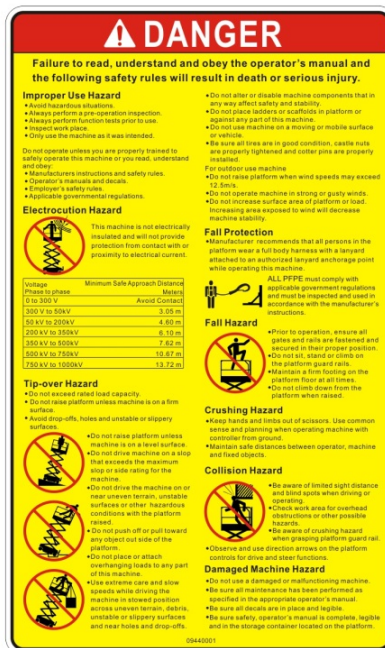 DANGER
Failure to read, understand and obey the operator's manual and
the following safety rules will result in death or serious injury.
Improper Use Hazard
•Avoid hazardous situations.
•Always perform a pre-operation inspection.
•Always perform function tests prior to use.
•Inspect work place.
•Only use the machine as it was intended.
Do not operate unless you are properly trained to
safely operate this machine or you read, understand
and obey:
•Manufacturers instructions and safety rules.
•Operator's manuals and decals.
•Employer's safety rules.
•Applicable governmental regulations.
Electrocution Hazard
This machine is not electrically
insulated and will not provide
protection from contact with or
proximity to electrical current.
Voltage Minimum Safe Approach Distance
Phase to phase Meters
0 to 300 V Avoid Contact
300 V to 50kV 3.05 m
50 kV to 200kV 4.60 m
200 kV to 350kV 6.10 m
350 kV to 500kV 7.62 m
500 kV to 750kV 10.67 m
750 kV to 1000kV 13.72 m
Tip-over Hazard
•Do not exceed rated load capacity.
•Do not raise platform unless machine is on a firm
surface.
•Avoid drop-offs, holes and unstable or slippery
surfaces.
•Do not raise platform unless
machine is on a level surface.
•Do not drive machine on a slop
that exceeds the maximum
slop or side rating for the
machine.
•Do not drive the machine on or
near uneven terrain, unstable
surfaces or other hazardous
conditions with the platform
raised.
•Do not push off or pull toward
any object out side of the
platform.
•Do not place or attach
overhanging loads to any part
of this machine.
•Use extreme care and slow
speeds while driving the
machine in stowed position
across uneven terrain, debris,
unstable or slippery surfaces
and near holes and drop-offs.
•Do not alter or disable machine components that in
any way affect safety and stability.
•Do not place ladders or scaffolds in platform or
against any part of this machine.
•Do not use machine on a moving or mobile surface
or vehicle.
•Be sure all tires are in good condition, castle nuts
are properly tightened and cotter pins are properly
installed.
For outdoor use machine
•Do not raise platform when wind speeds may exceed
12.5m/s.
•Do not operate machine in strong or gusty winds.
•Do not increase surface area of platform or load.
Increasing area exposed to wind will decrease
machine stability.
Fall Protection
•Manufacturer recommends that all persons in the
platform wear a full body harness with a lanyard
attached to an authorized lanyard anchorage point
while operating this machine.
ALL PFPE must comply with
applicable government regulations
and must be inspected and used in
accordance with the manufacturer's
instructions.
Fall Hazard
•Prior to operation, ensure all
gates and rails are fastened and
secured in their proper position.
•Do not sit, stand or climb on
the platform guard rails.
•Maintain a firm footing on the
platform floor at all times.
•Do not climb down from the
platform when raised.
Crushing Hazard
•Keep hands and limbs out of scissors. Use common
sense and planning when operating machine with
controller from ground.
•Maintain safe distances between operator, machine
and fixed objects.
Collision Hazard
•Be aware of limited sight distance
and blind spots when driving or
operating.
•Check work area for overhead
obstructions or other possible
hazards.
•Be aware of crushing hazard
when grasping platform guard rail.
•Observe and use direction arrows on the platform
controls for drive and steer functions.
Damaged Machine Hazard
•Do not use a damaged or malfunctioning machine.
•Be sure all maintenance has been performed as
specified in the appropriate operator's manual.
•Be sure all decals are in place and legible.
•Be sure safety, operator's manual is complete, legible
and in the storage container located on the platform.
09440001